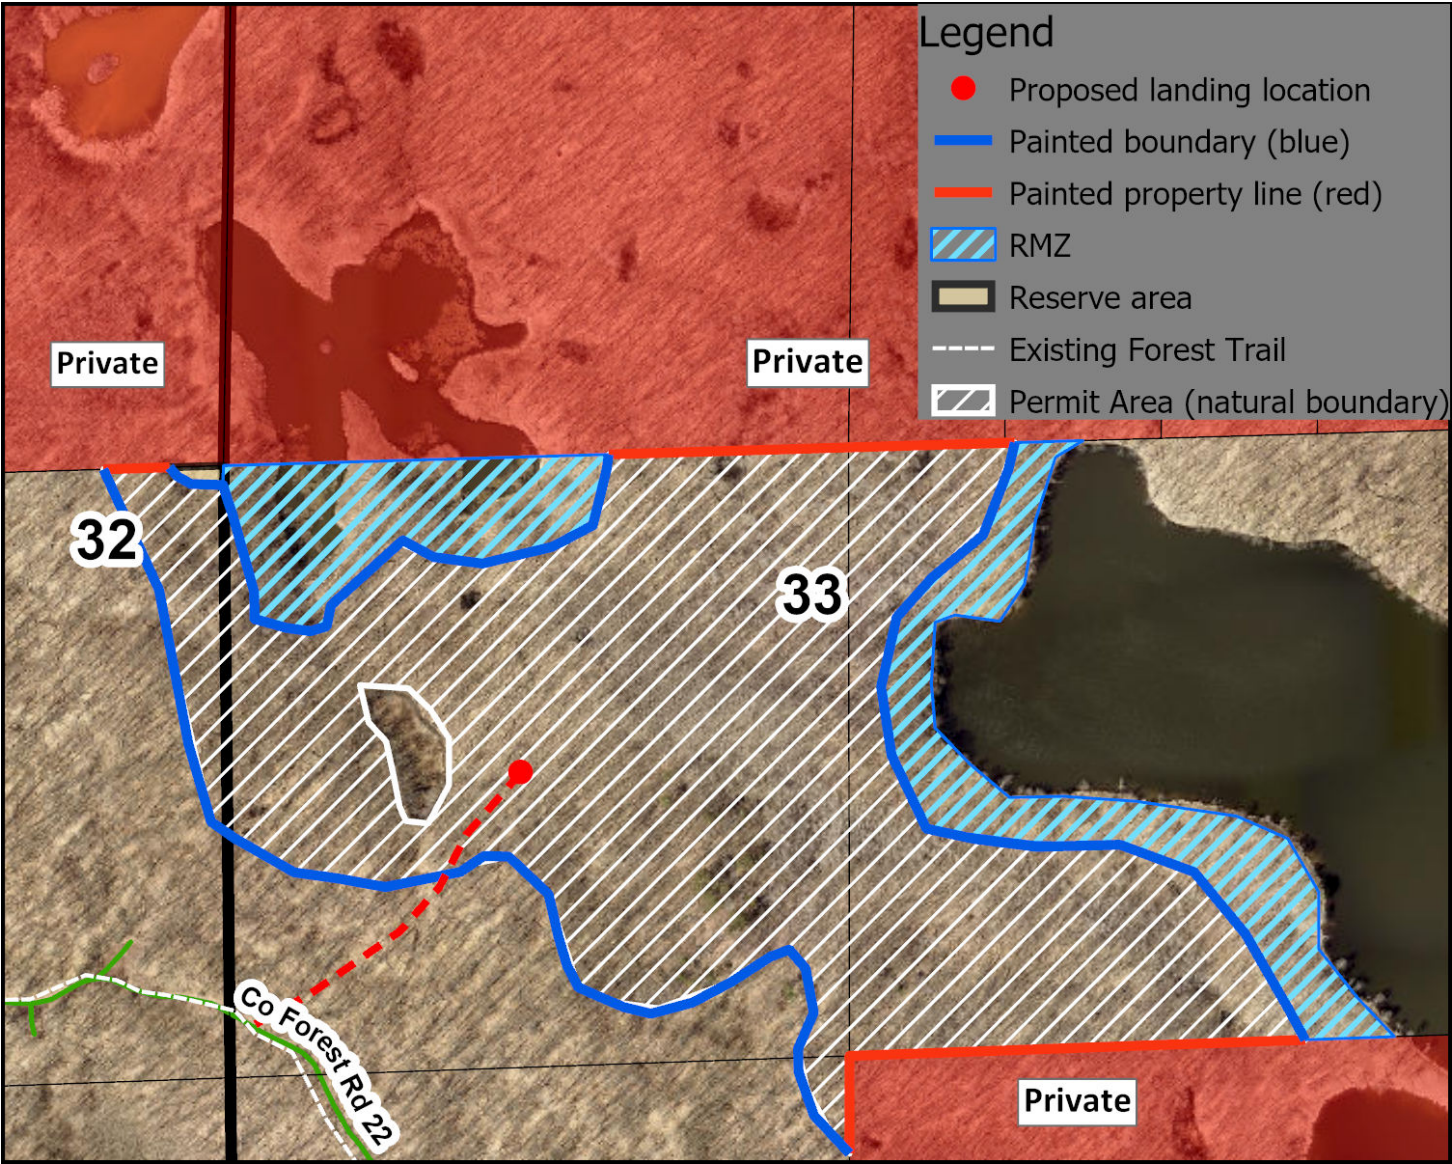 Legend
Proposed landing location
Painted boundary (blue)
Painted property line (red)
RMZ
Reserve area
Existing Forest Trail
Permit Area (natural boundary)
Private
Private
32
33
Co Forest Rd 22
Private